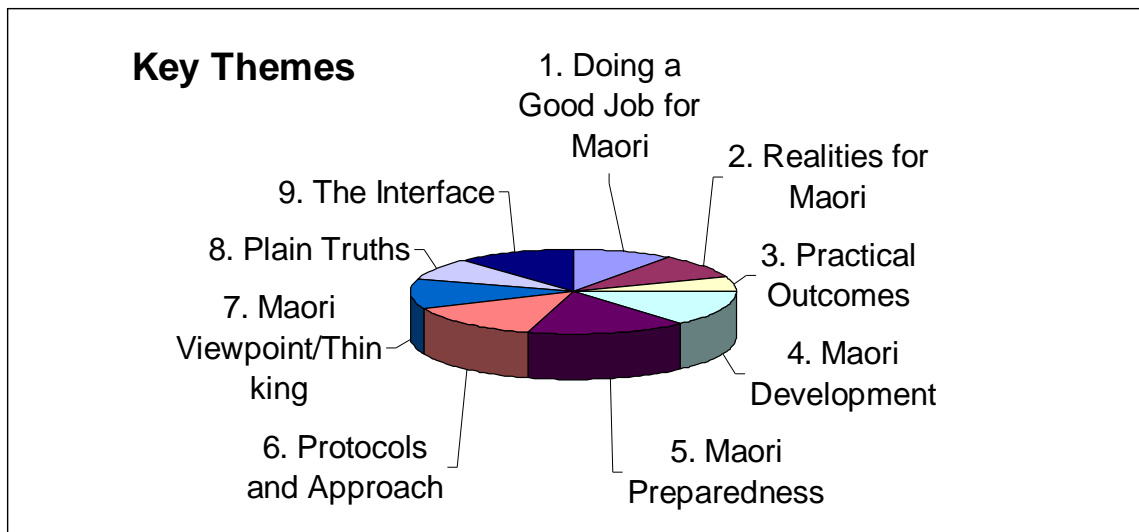 Key Themes
1. Doing a
Good Job for
Maori
2. Realities for
Maori
3. Practical
Outcomes
4. Maori
Development
5. Maori
Preparedness
6. Protocols
and Approach
7. Maori
Viewpoint/Thin
king
8. Plain Truths
9. The Interface